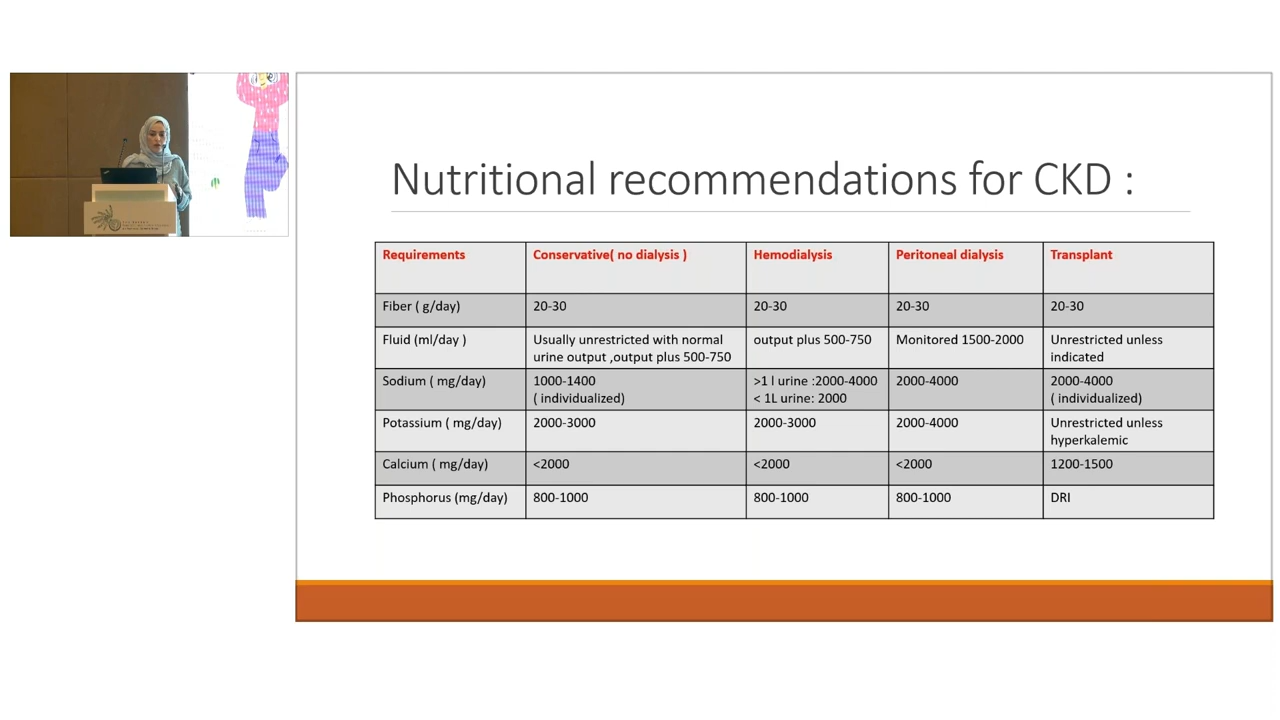 Nutritional recommendations for CKD :
Requirements
Conservative( no dialysis )
Hemodialysis
Peritoneal dialysis
Transplant
Fiber ( g/day)
20-30
20-30
20-30
20-30
Fluid (ml/day )
Usually unrestricted with normal
urine output ,output plus 500-750
output plus 500-750
Monitored 1500-2000
Unrestricted unless
indicated
Sodium ( mg/day)
1000-1400
( individualized)
>1 l urine :2000-4000
< 1L urine: 2000
2000-4000
2000-4000
( individualized)
Potassium ( mg/day)
2000-3000
2000-3000
2000-4000
Unrestricted unless
hyperkalemic
Calcium ( mg/day)
<2000
<2000
<2000
1200-1500
Phosphorus (mg/day)
800-1000
800-1000
800-1000
DRI